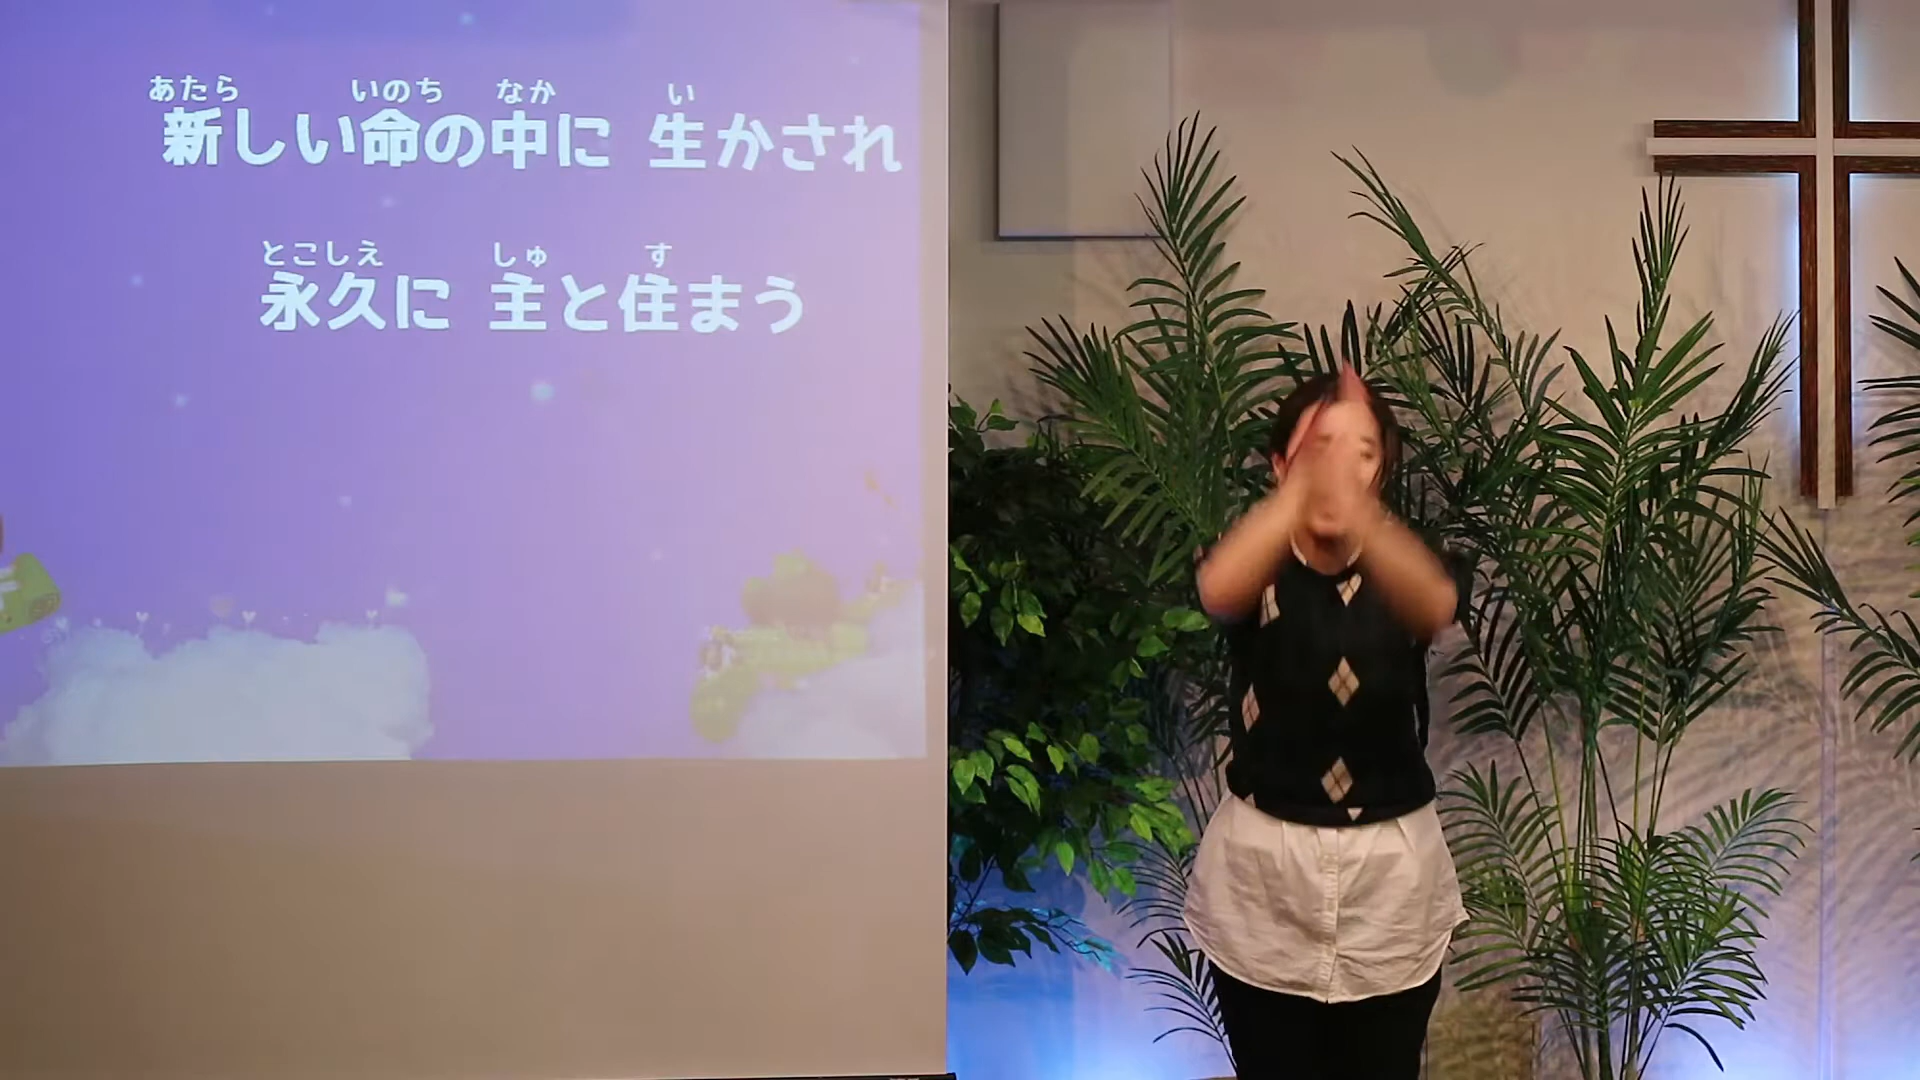 あたら いのち なか い
新しい命の中に 生かされ
とこしえ しゅ す
永久に 主と住まう